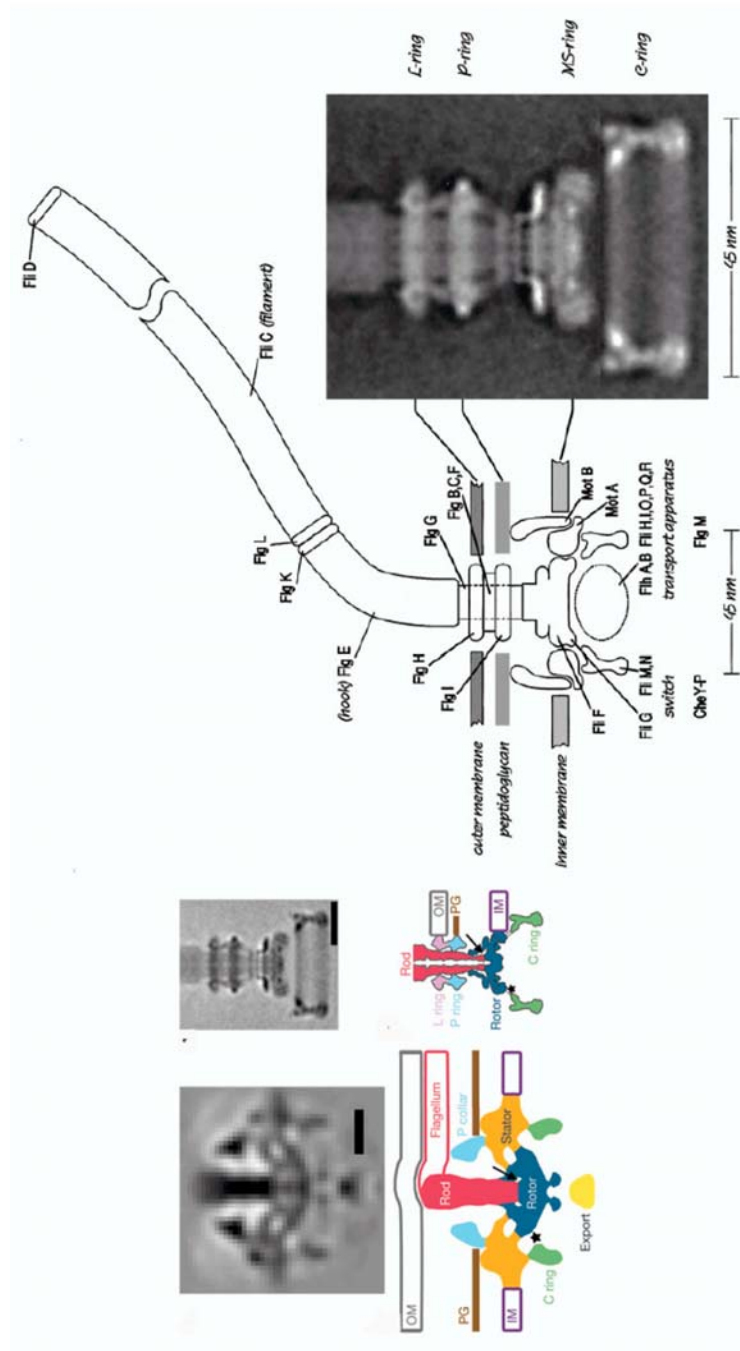 L-ring
P-ring
MS-ring
C-ring
45 nm
Fli D
Fli C (filament)
Flg L
Flg K
(hook) Flg E
Flg G
Flg B,C,F
Flg H
Flg I
outer membrane
peptidoglycan
inner membrane
Mot B
Mot A
Fli F
Fli G
Fli M,N
switch
Che Y-P
Flh A,B Fli H,I,O,P,Q,R
transport apparatus
Flg M
45 nm
Rod
OM
L ring
P ring
PG
Rotor
IM
C ring
OM
Flagellum
Rod
P collar
PG
Stator
Rotor
IM
C ring
Export